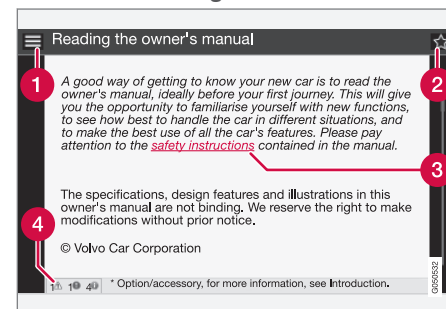 Reading the owner's manual
1
2
A good way of getting to know your new car is to read the
owner's manual, ideally before your first journey. This will give
you the opportunity to familiarise yourself with new functions,
to see how best to handle the car in different situations, and
to make the best use of all the car's features. Please pay
attention to the safety instructions contained in the manual.
3
The specifications, design features and illustrations in this
owner's manual are not binding. We reserve the right to make
modifications without prior notice.
4
© Volvo Car Corporation
1 1 4 * Option/accessory, for more information, see Introduction.
G050532